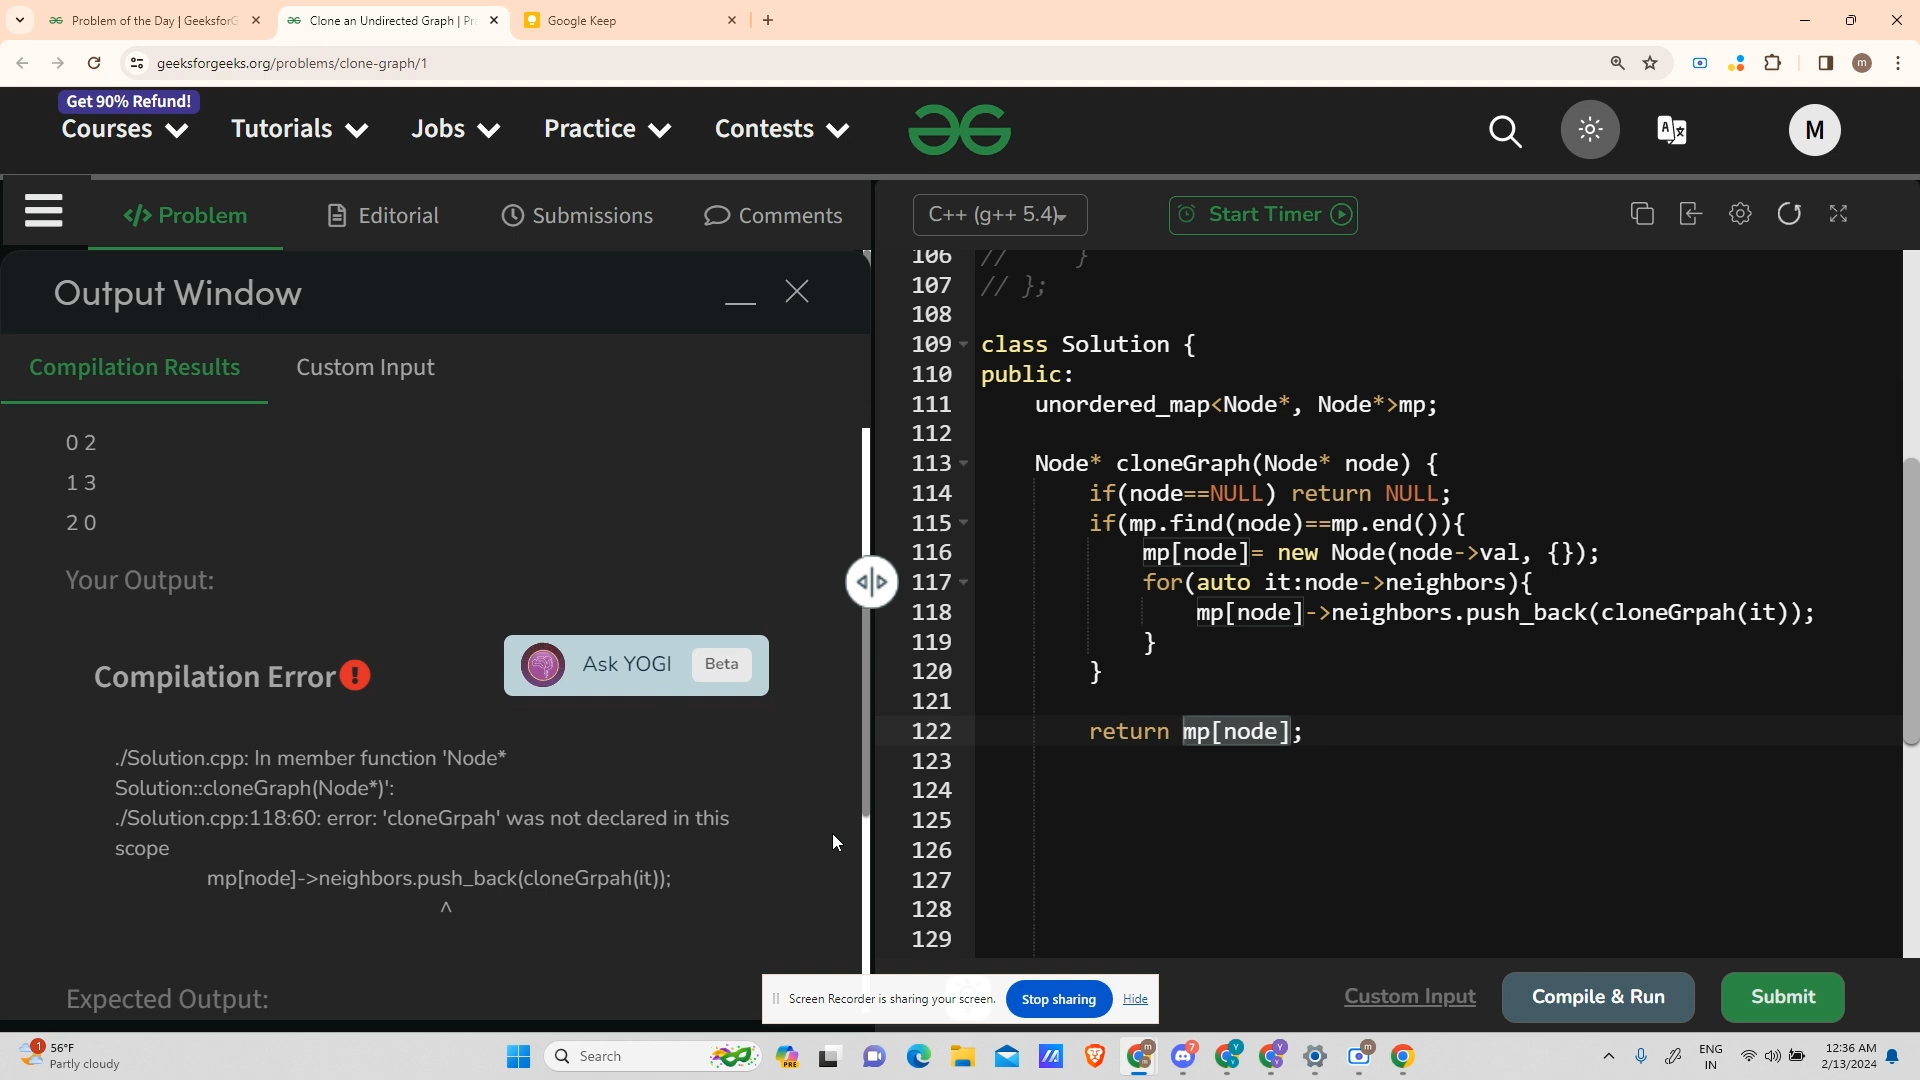 Problem of the Day | GeeksforG
Clone an Undirected Graph | Pra
Google Keep
geeksforgeeks.org/problems/clone-graph/1
m
Get 90% Refund!
Courses
Tutorials
Jobs
Practice
Contests
M
Problem
Editorial
Submissions
Comments
C++ (g++ 5.4)
Start Timer
Output Window
Compilation Results
Custom Input
0 2
1 3
2 0
Your Output:
Compilation Error
Ask YOGI
Beta
./Solution.cpp: In member function 'Node*
Solution::cloneGraph(Node*)':
./Solution.cpp:118:60: error: 'cloneGrpah' was not declared in this
scope
mp[node]->neighbors.push_back(cloneGrpah(it));
^
Expected Output:
106 // }
107 // };
108
109 class Solution {
110 public:
111 unordered_map<Node*, Node*>mp;
112
113 Node* cloneGraph(Node* node) {
114 if(node==NULL) return NULL;
115 if(mp.find(node)==mp.end()){
116 mp[node]= new Node(node->val, {});
117 for(auto it:node->neighbors){
118 mp[node]->neighbors.push_back(cloneGrpah(it));
119 }
120 }
121
122 return mp[node];
123
124
125
126
127
128
129
Screen Recorder is sharing your screen.
Stop sharing
Hide
Custom Input
Compile & Run
Submit
1
56°F
Partly cloudy
Search
PRE
m
7
Y
Y
m
ENG
IN
12:36 AM
2/13/2024